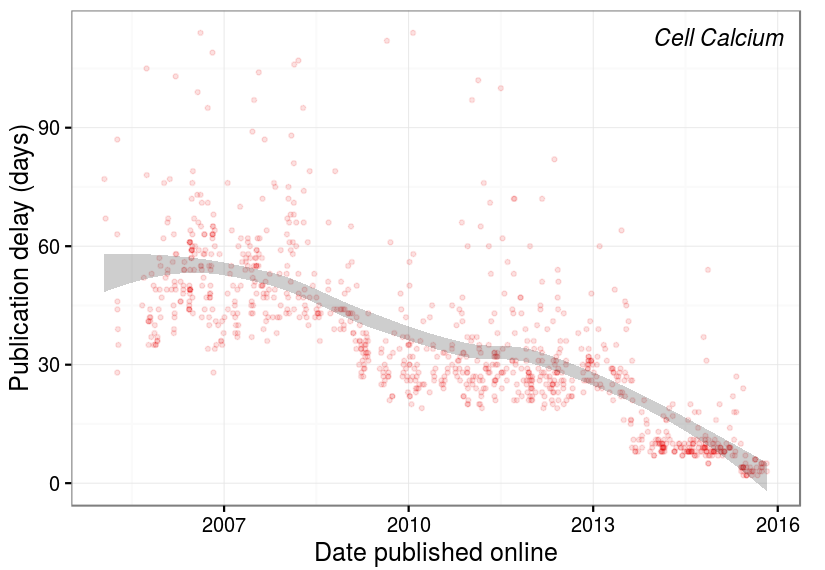 Cell Calcium
Publication delay (days)
90
60
30
0
2007 2010 2013 2016
Date published online